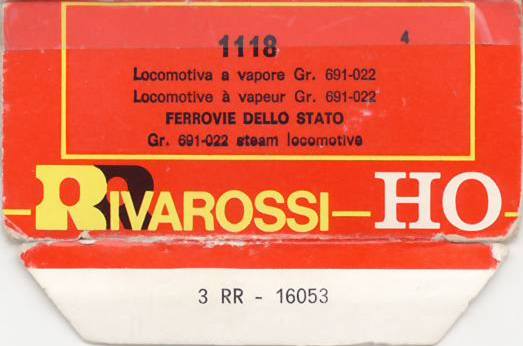 1118 4
Locomotiva a vapore Gr. 691-022
Locomotive à vapeur Gr. 691-022
FERROVIE DELLO STATO
Gr. 691-022 steam locomotive
RIVAROSSI HO
3 RR - 16053